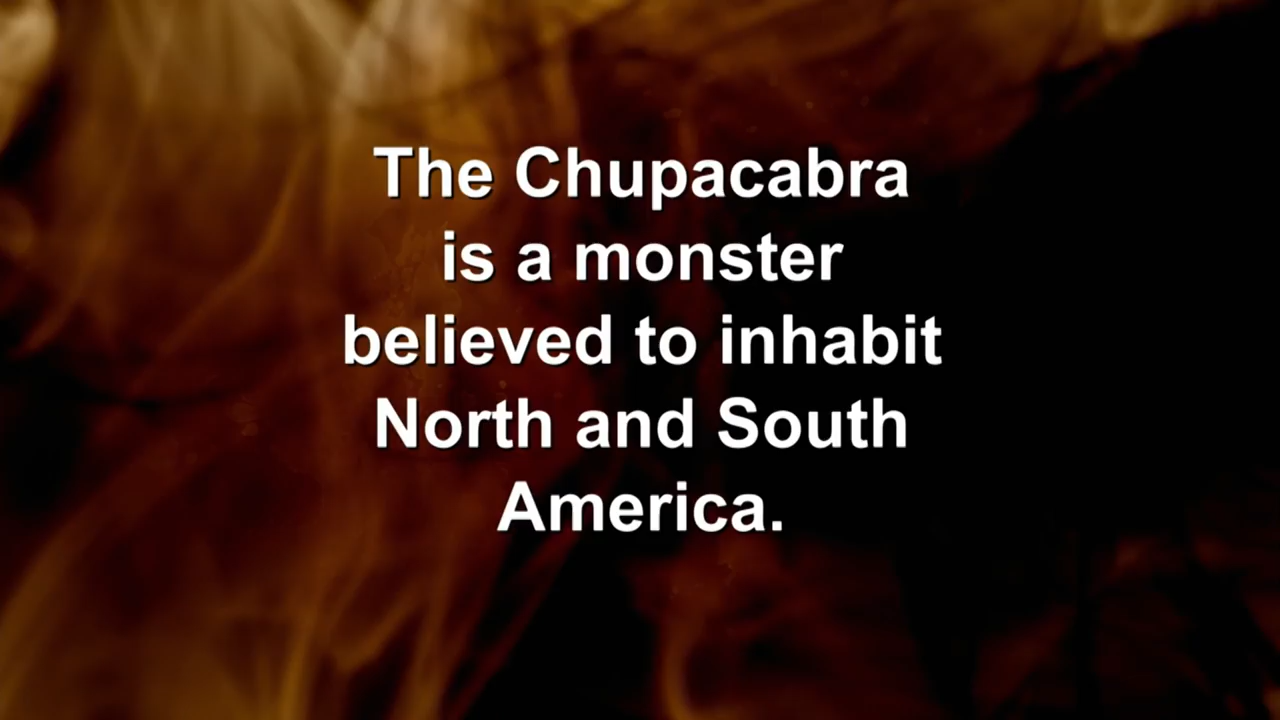 The Chupacabra
is a monster
believed to inhabit
North and South
America.